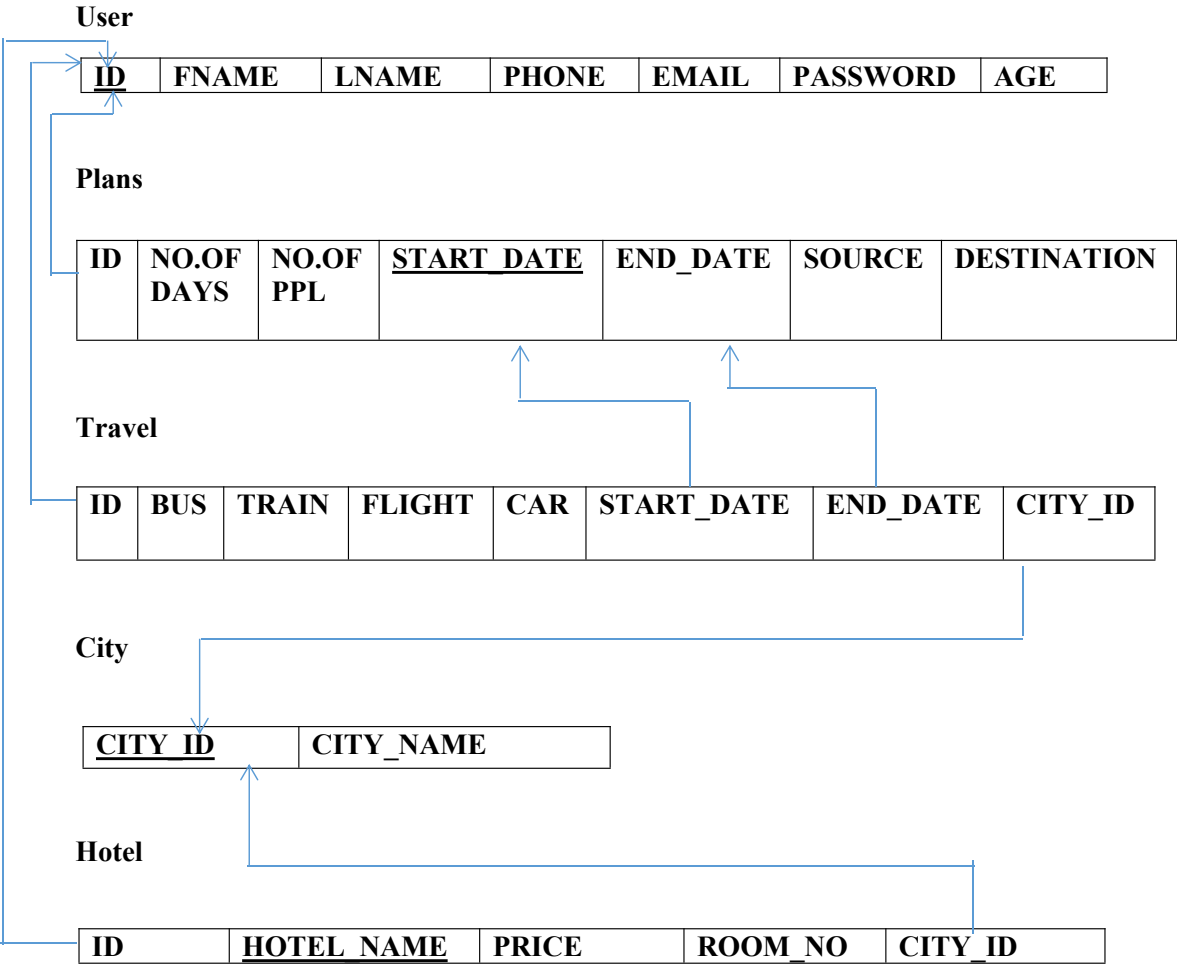 User
ID FNAME LNAME PHONE EMAIL PASSWORD AGE
Plans
ID NO.OF NO.OF START_DATE END_DATE SOURCE DESTINATION
DAYS PPL
Travel
ID BUS TRAIN FLIGHT CAR START_DATE END_DATE CITY_ID
City
CITY_ID CITY_NAME
Hotel
ID HOTEL_NAME PRICE ROOM_NO CITY_ID